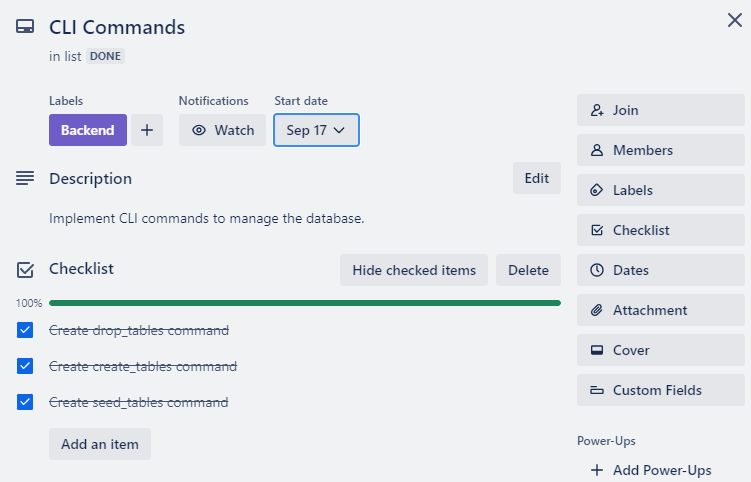 CLI Commands
in list DONE
Labels
Notifications
Start date
Backend
+
Watch
Sep 17
Description
Edit
Implement CLI commands to manage the database.
Checklist
Hide checked items
Delete
100%
Create drop_tables command
Create create_tables command
Create seed_tables command
Add an item
Join
Members
Labels
Checklist
Dates
Attachment
Cover
Custom Fields
Power-Ups
+ Add Power-Ups